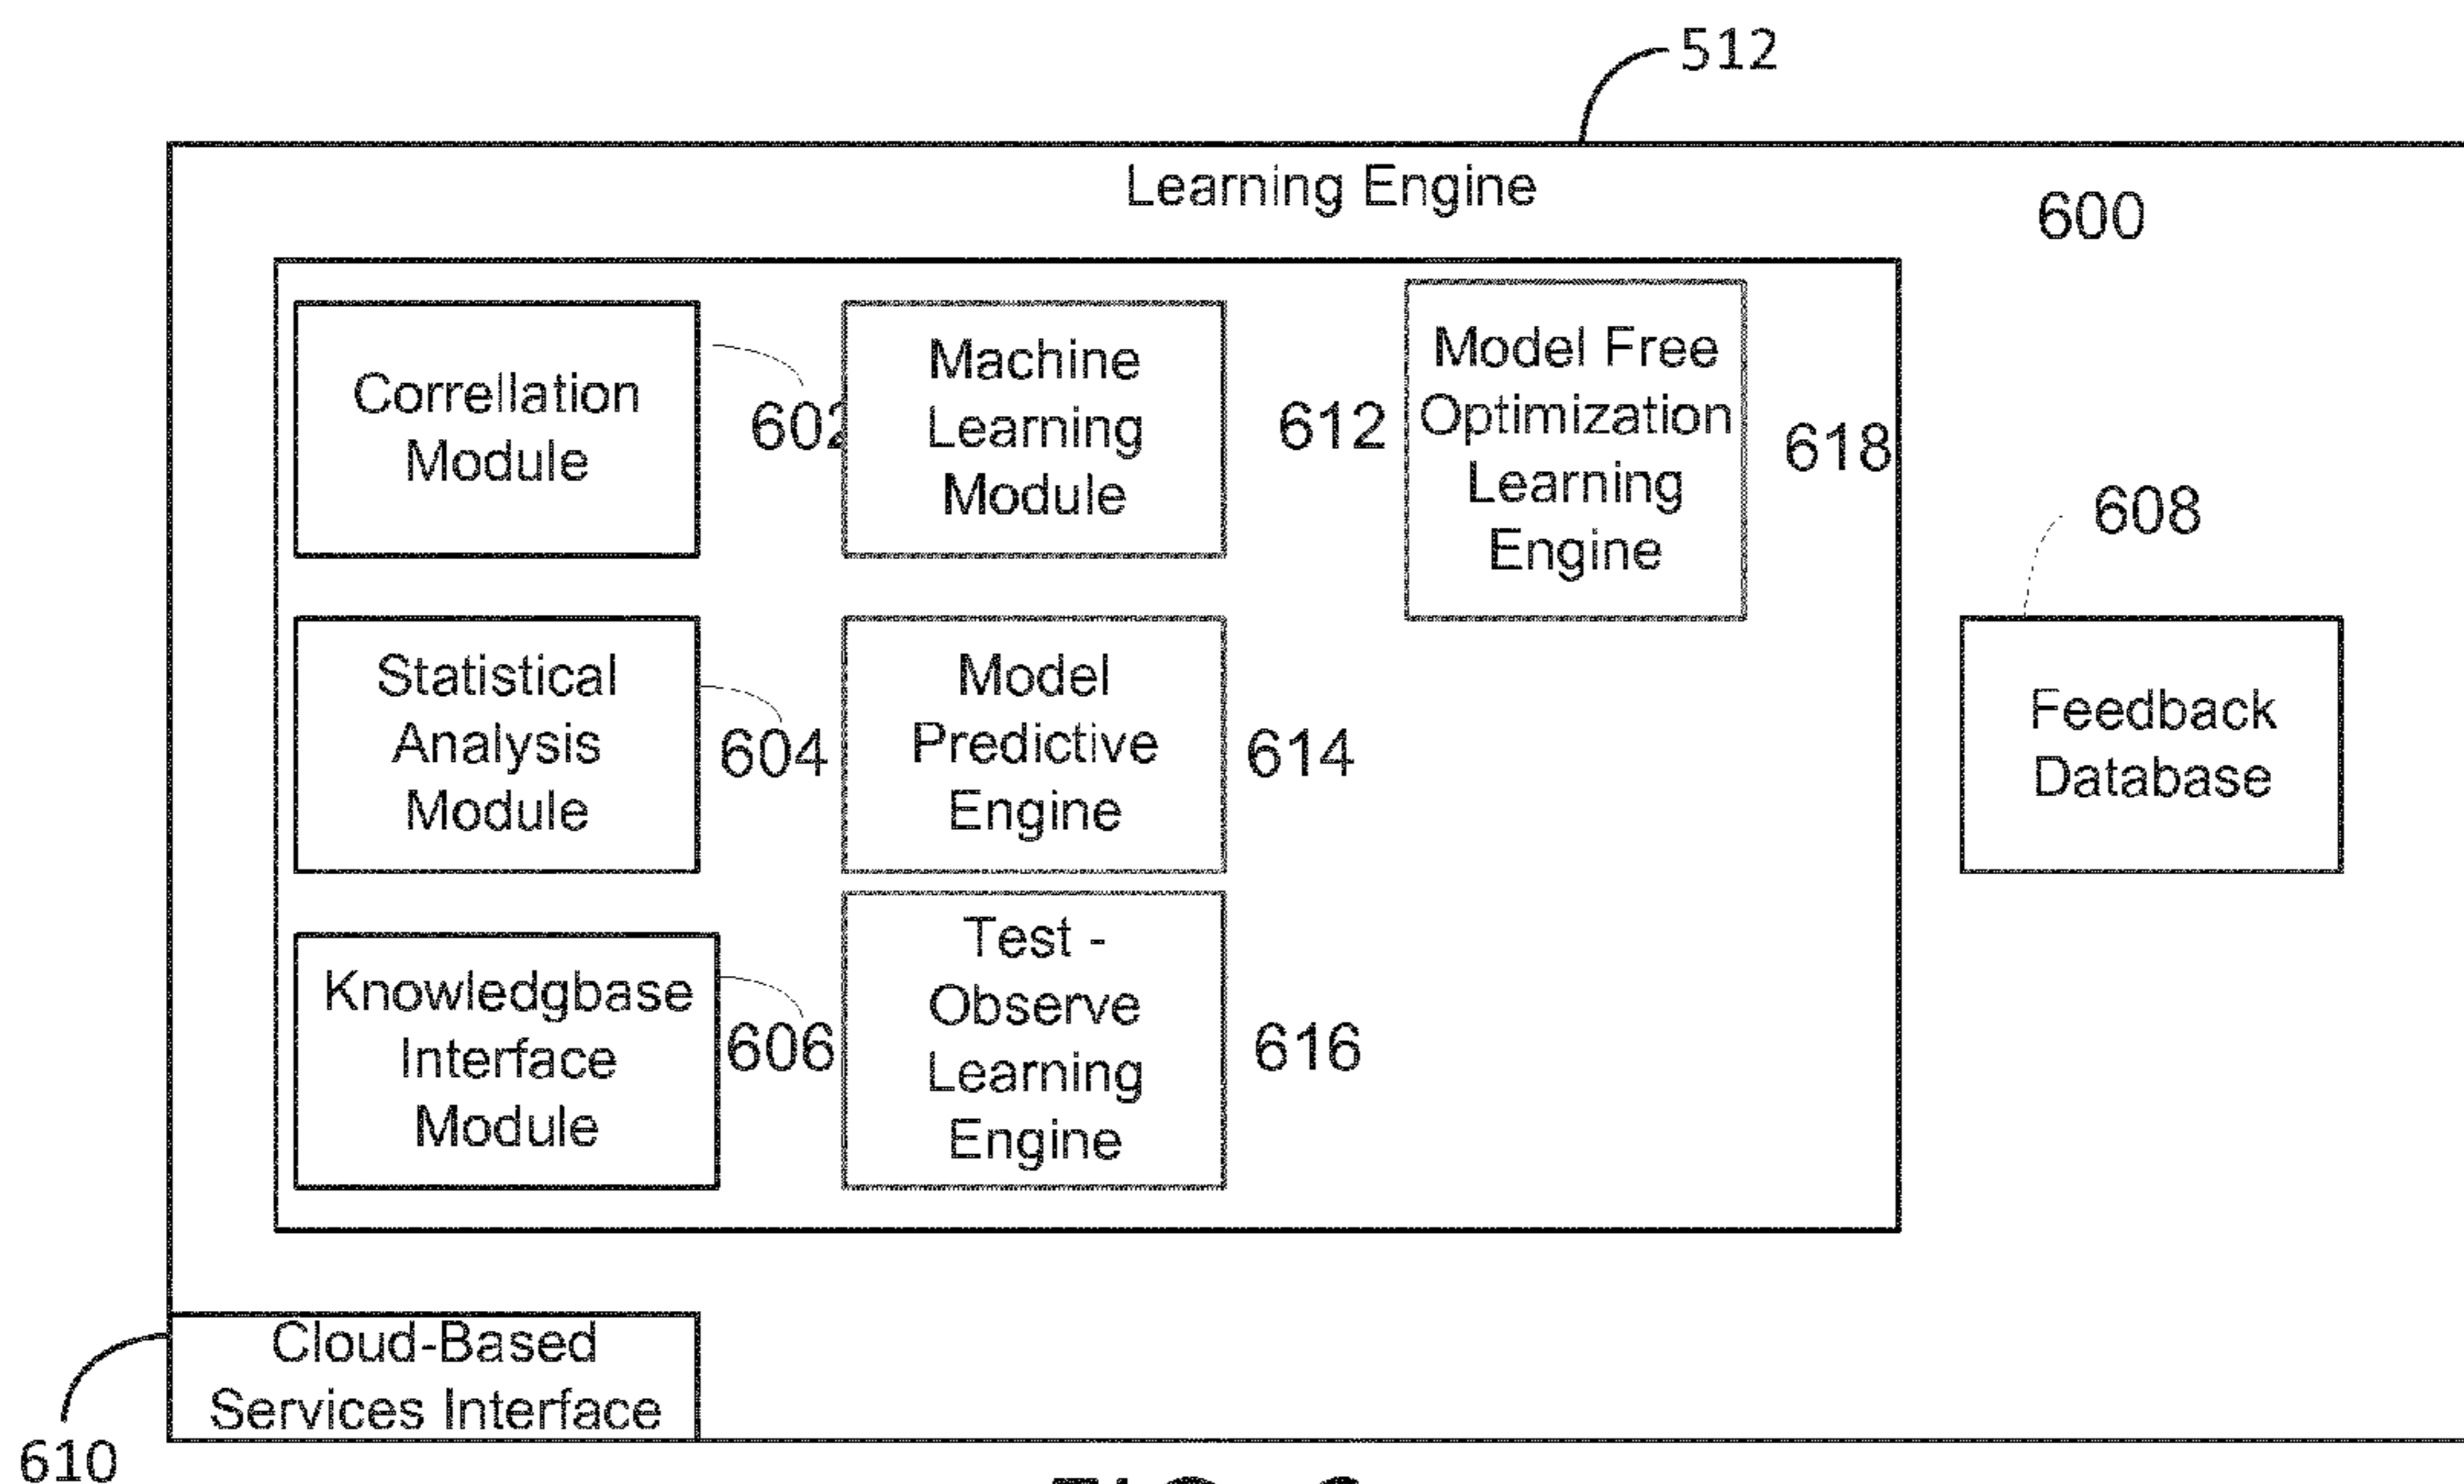 512
Learning Engine
600
Correllation
Module
602
Machine
Learning
Module
612
Model Free
Optimization
Learning
Engine
618
608
Statistical
Analysis
Module
604
Model
Predictive
Engine
614
Feedback
Database
Knowledgbase
Interface
Module
606
Test -
Observe
Learning
Engine
616
Cloud-Based
Services Interface
610